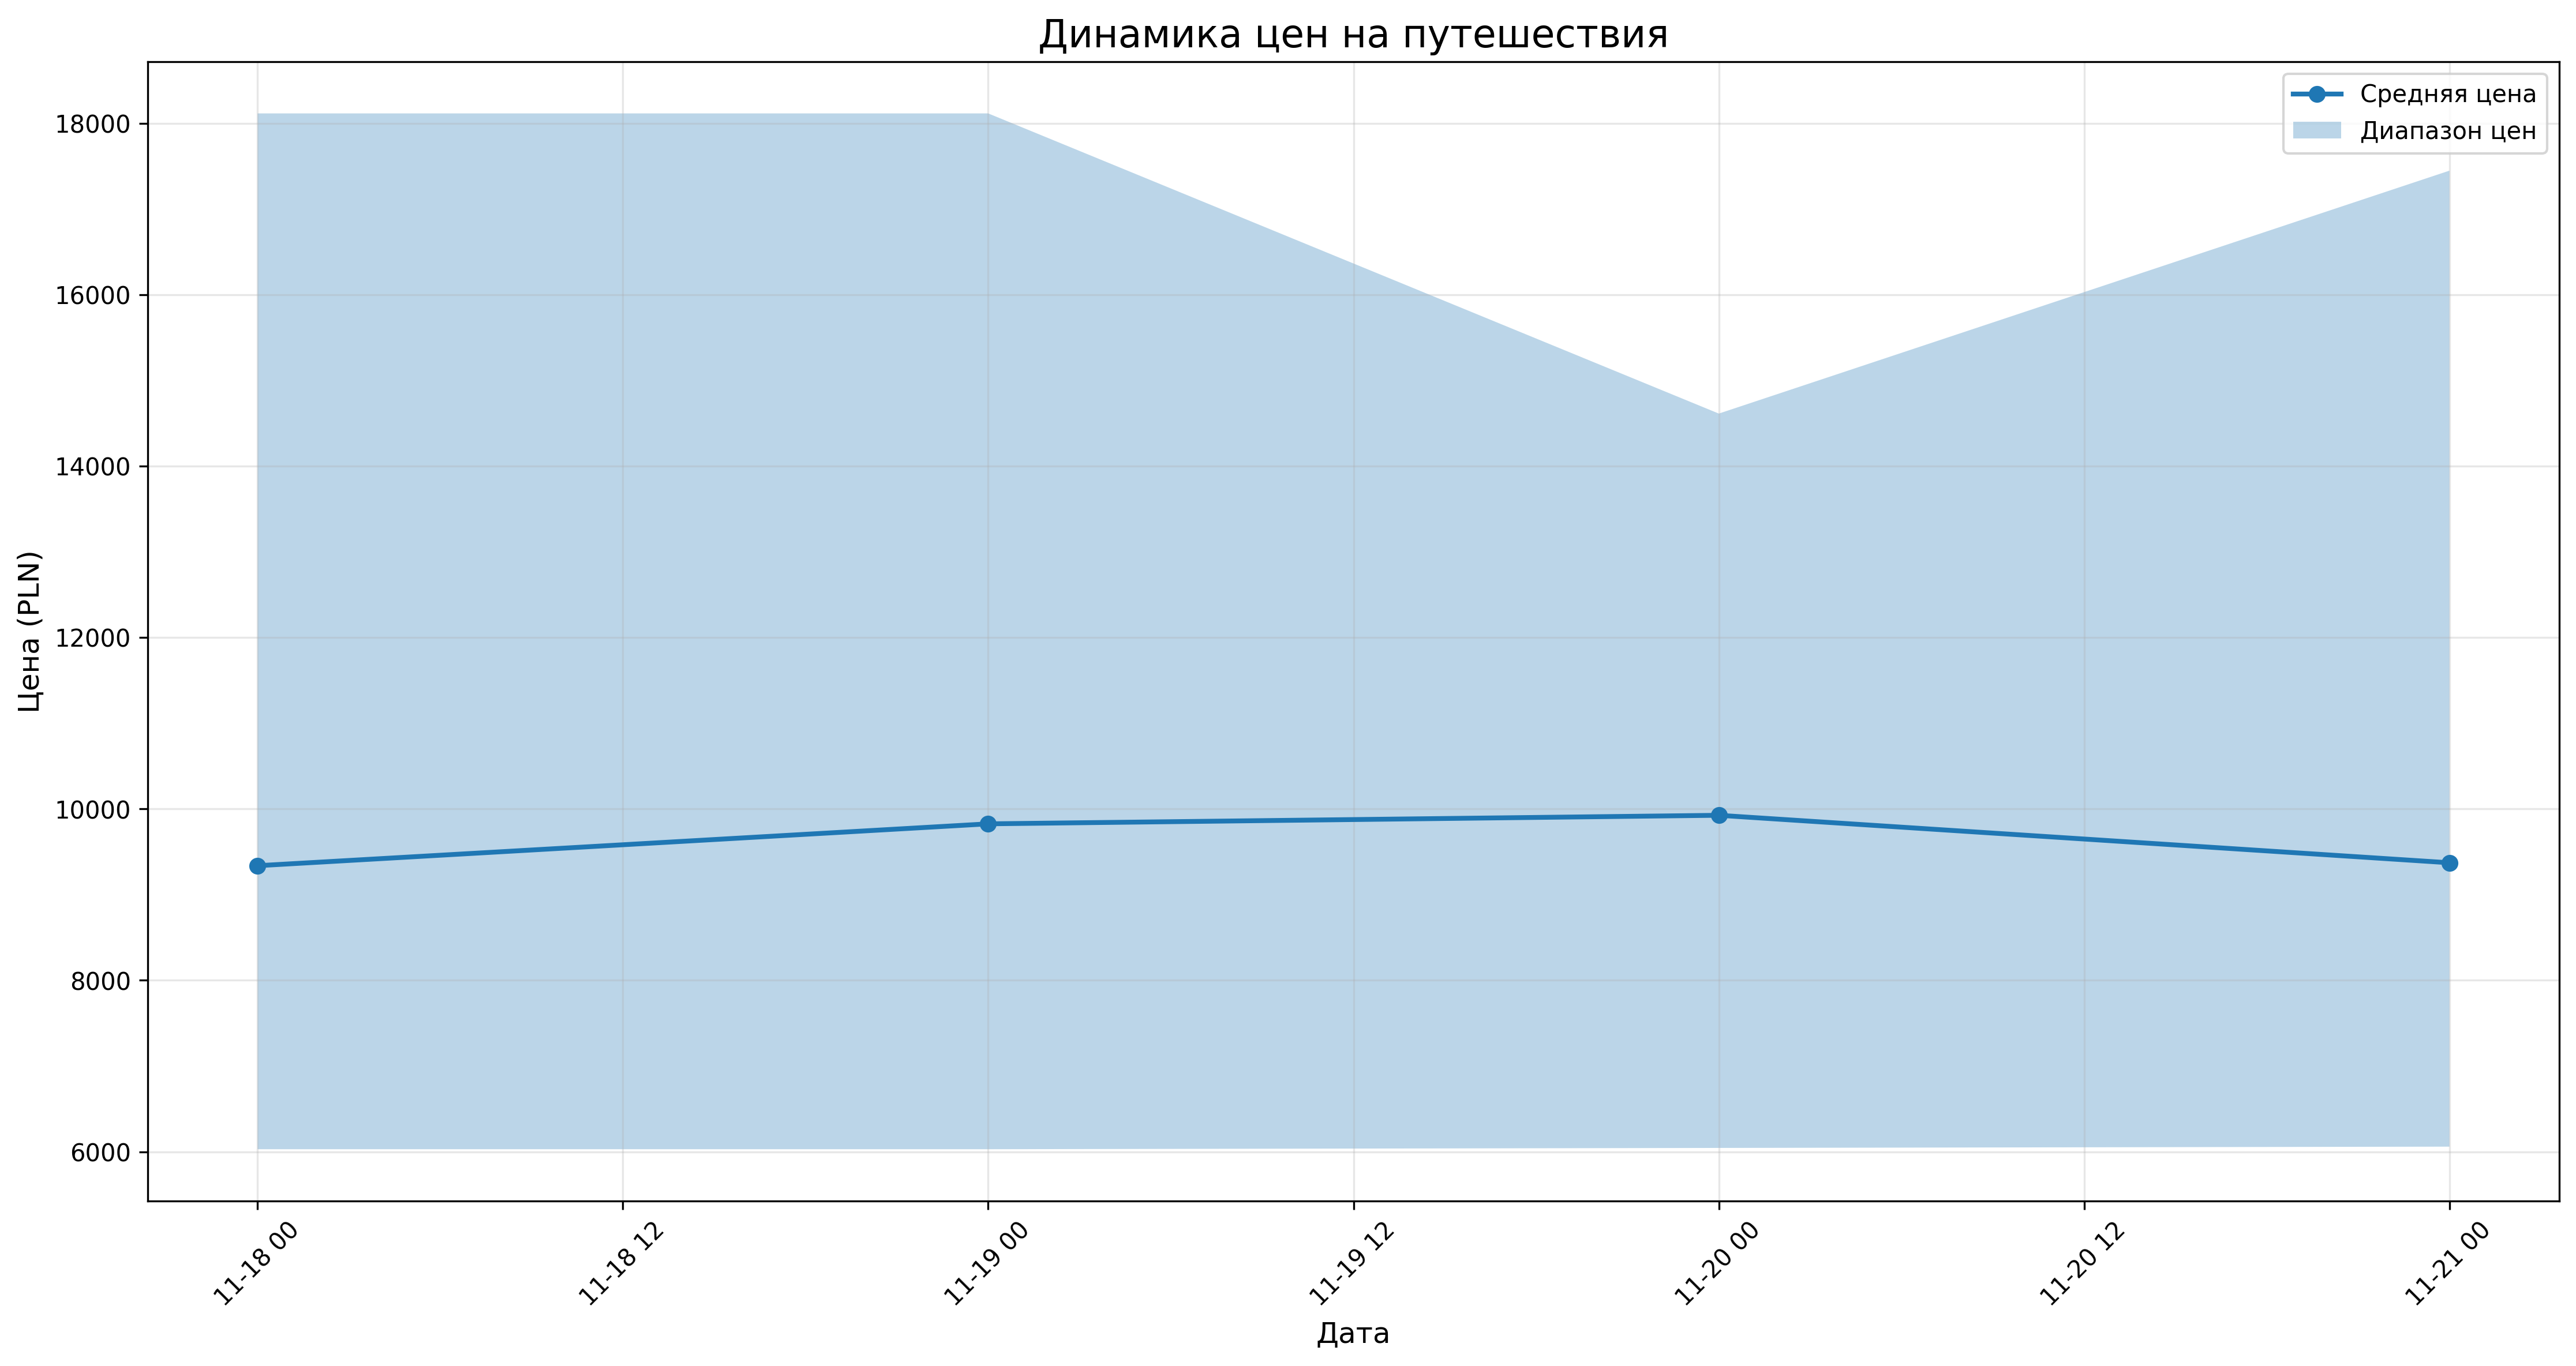 Динамика цен на путешествия
Средняя цена
Диапазон цен
Цена (PLN)
18000
16000
14000
12000
10000
8000
6000
11-18 00
11-18 12
11-19 00
11-19 12
11-20 00
11-20 12
11-21 00
Дата